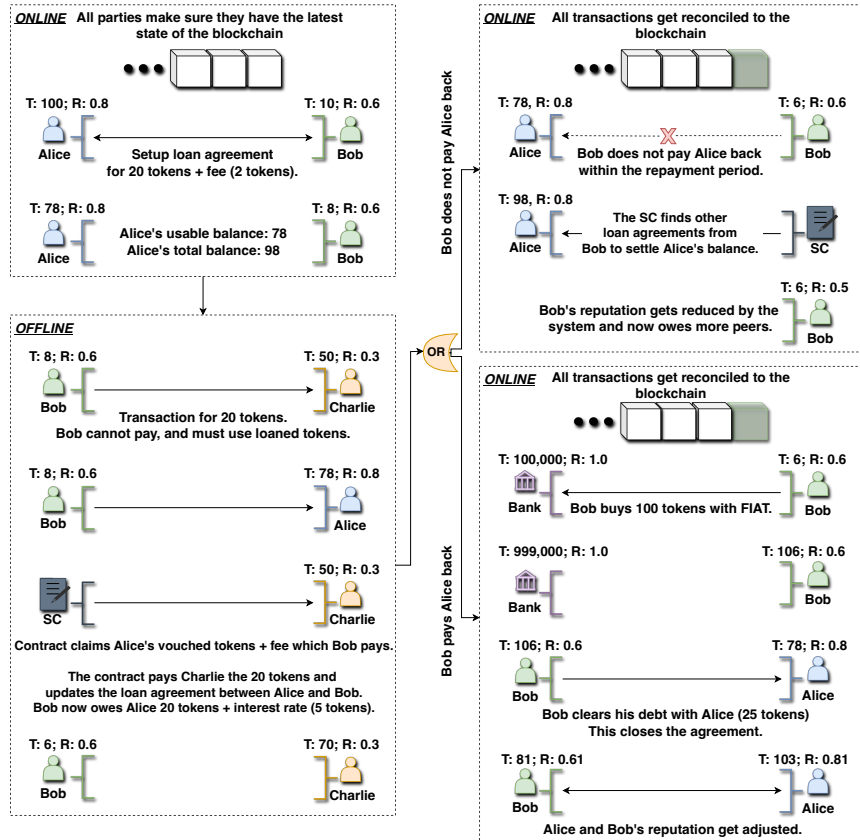 ONLINE All parties make sure they have the latest
state of the blockchain
T: 100; R: 0.8
T: 10; R: 0.6
Alice
Bob
Setup loan agreement
for 20 tokens + fee (2 tokens).
T: 78; R: 0.8
T: 8; R: 0.6
Alice's usable balance: 78
Alice's total balance: 98
Alice
Bob
OFFLINE
T: 8; R: 0.6
T: 50; R: 0.3
Bob
Charlie
Transaction for 20 tokens.
Bob cannot pay, and must use loaned tokens.
T: 8; R: 0.6
T: 78; R: 0.8
Bob
Alice
T: 50; R: 0.3
SC
Charlie
Contract claims Alice's vouched tokens + fee which Bob pays.
The contract pays Charlie the 20 tokens and
updates the loan agreement between Alice and Bob.
Bob now owes Alice 20 tokens + interest rate (5 tokens).
T: 6; R: 0.6
T: 70; R: 0.3
Bob
Charlie
OR
Bob does not pay Alice back
Bob pays Alice back
ONLINE All transactions get reconciled to the
blockchain
T: 78, R: 0.8
T: 6; R: 0.6
X
Alice
Bob
Bob does not pay Alice back
within the repayment period.
T: 98, R: 0.8
The SC finds other
loan agreements from
Bob to settle Alice's balance.
Alice
SC
T: 6; R: 0.5
Bob's reputation gets reduced by the
system and now owes more peers.
Bob
ONLINE All transactions get reconciled to the
blockchain
T: 100,000; R: 1.0
T: 6; R: 0.6
Bank
Bob
Bob buys 100 tokens with FIAT.
T: 999,000; R: 1.0
T: 106; R: 0.6
Bank
Bob
T: 106; R: 0.6
T: 78; R: 0.8
Bob
Alice
Bob clears his debt with Alice (25 tokens)
This closes the agreement.
T: 81; R: 0.61
T: 103; R: 0.81
Bob
Alice
Alice and Bob's reputation get adjusted.